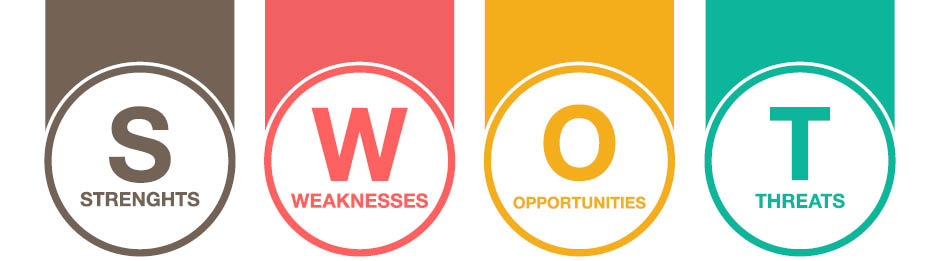 S W O T
STRENGHTS WEAKNESSES OPPORTUNITIES THREATS